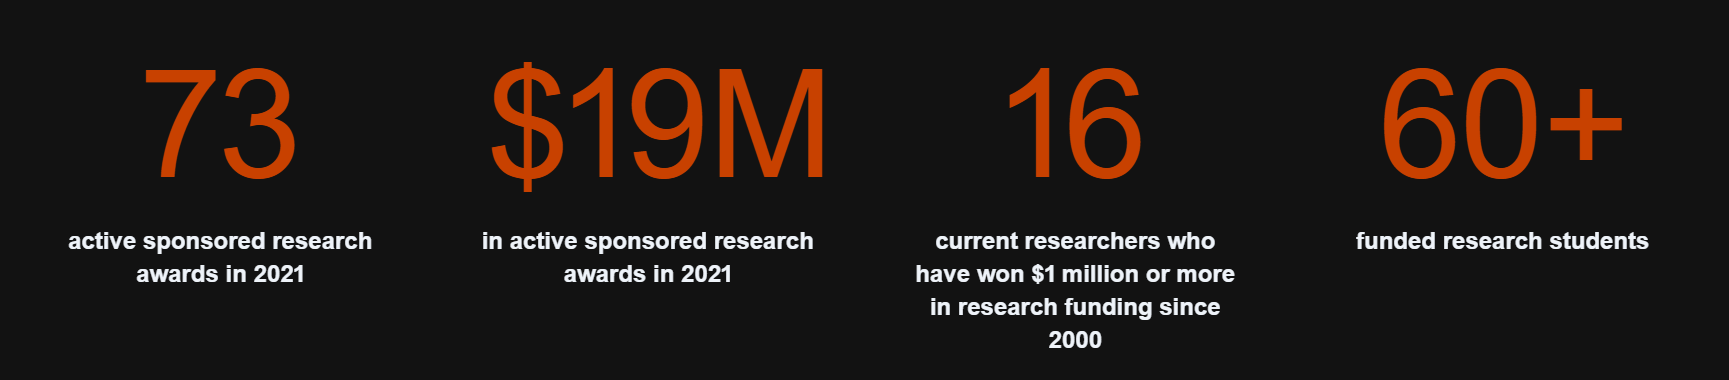 73
active sponsored research
awards in 2021
$19M
in active sponsored research
awards in 2021
16
current researchers who
have won $1 million or more
in research funding since
2000
60+
funded research students